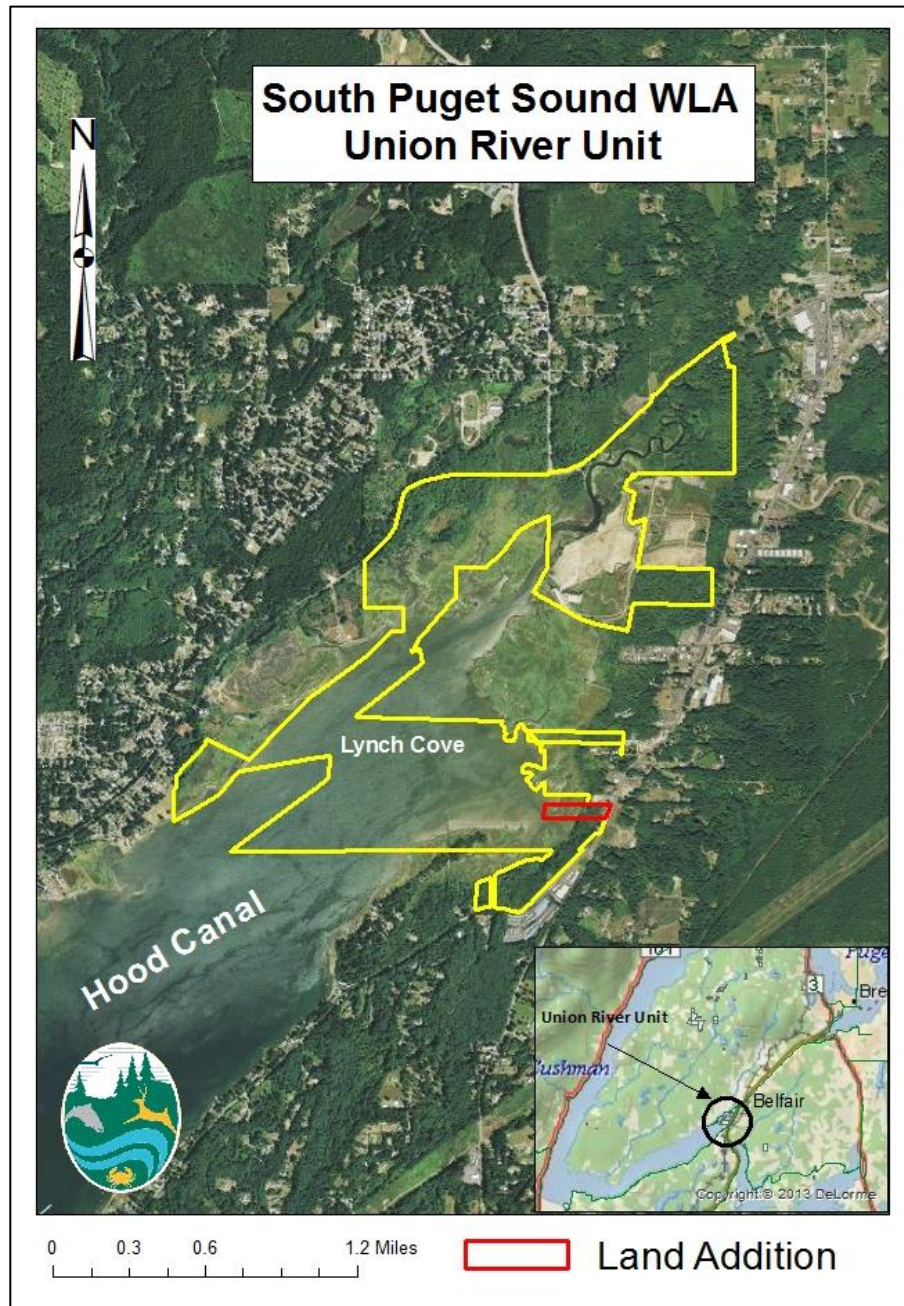 South Puget Sound WLA
Union River Unit
N
Lynch Cove
Hood Canal
101
3
Union River Unit
Cushman
Belfair
Copyright © 2013 DeLorme
0 0.3 0.6 1.2 Miles
Land Addition